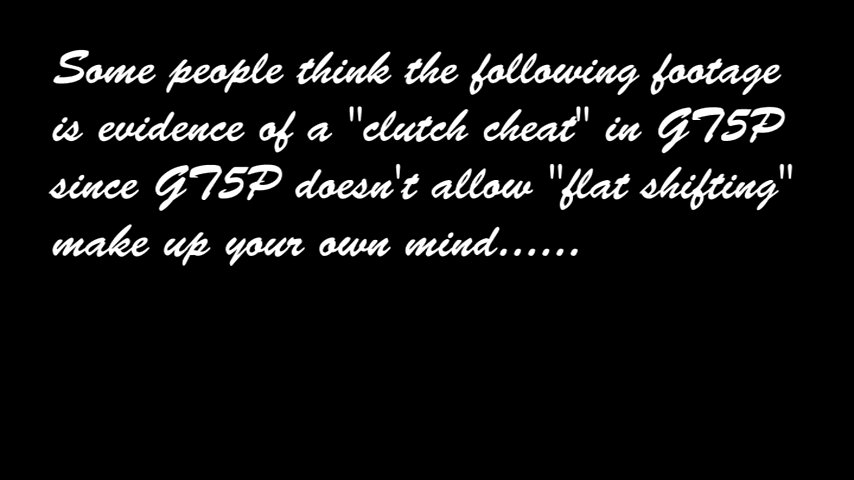 Some people think the following footage
is evidence of a "clutch cheat" in GT5P
since GT5P doesn't allow "flat shifting"
make up your own mind......